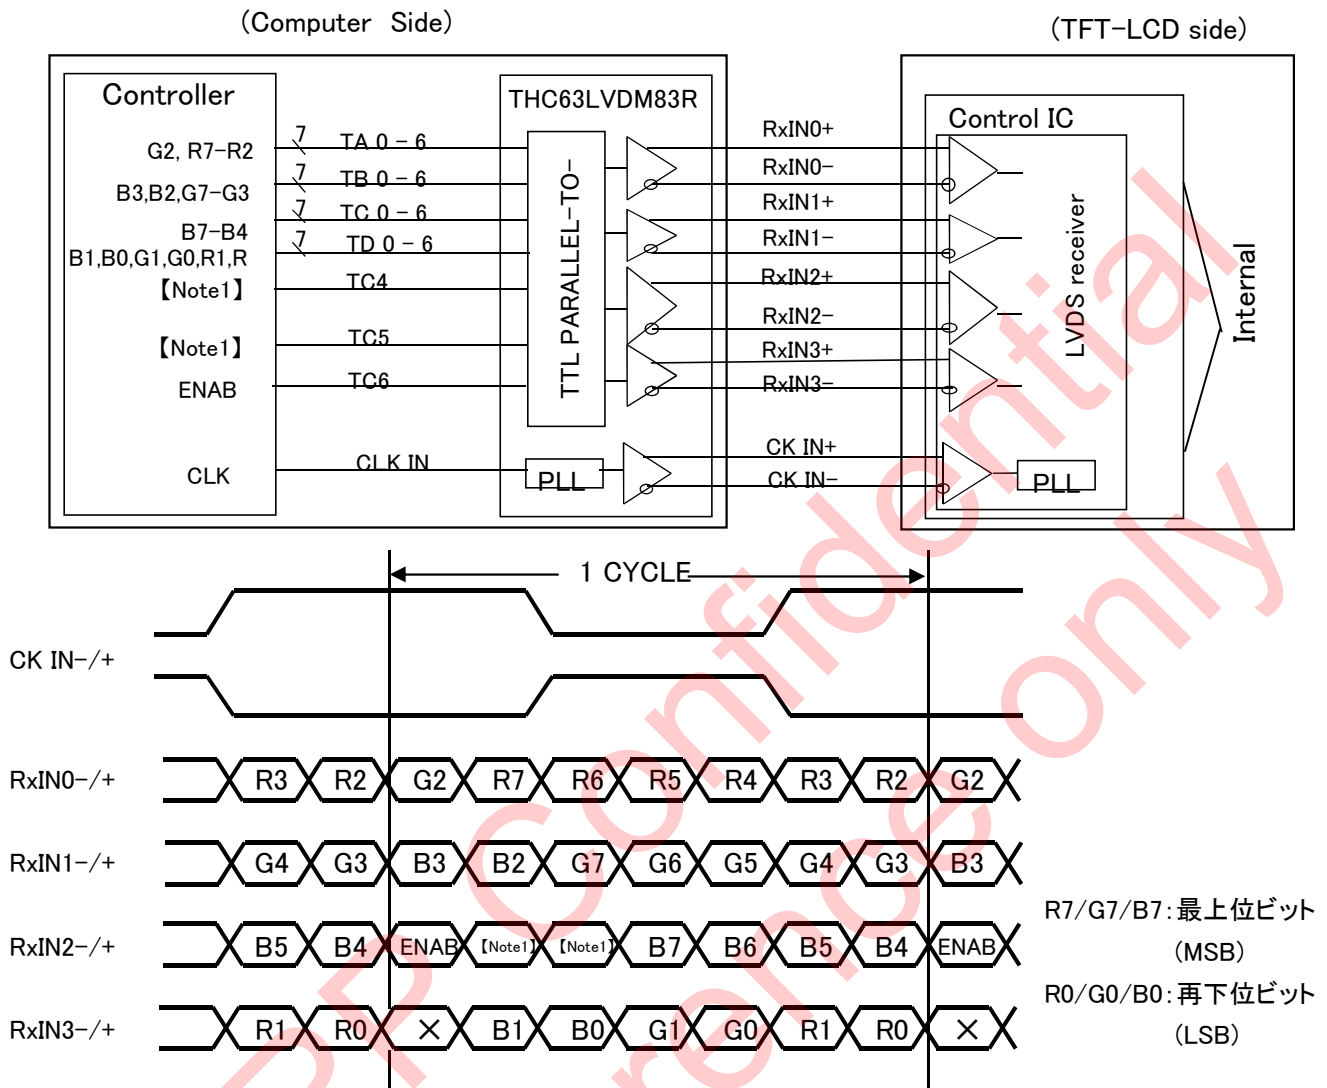 (Computer Side)
(TFT-LCD side)
Controller
THC63LVDM83R
Control IC
G2, R7-R2
7
TA 0 - 6
RxIN0+
B3,B2,G7-G3
7
TB 0 - 6
RxIN0-
B7-B4
7
TC 0 - 6
RxIN1+
B1,B0,G1,G0,R1,R
7
TD 0 - 6
RxIN1-
【Note1】
TC4
RxIN2+
RxIN2-
【Note1】
TC5
RxIN3+
ENAB
TC6
RxIN3-
CLK
CLK IN
PLL
CK IN+
CK IN-
PLL
TTL PARALLEL-TO-
LVDS receiver
Internal
1 CYCLE
CK IN-/+
RxIN0-/+ R3 R2 G2 R7 R6 R5 R4 R3 R2 G2
RxIN1-/+ G4 G3 B3 B2 G7 G6 G5 G4 G3 B3
RxIN2-/+ B5 B4 ENAB 【Note1】 【Note1】 B7 B6 B5 B4 ENAB
RxIN3-/+ R1 R0 × B1 B0 G1 G0 R1 R0 ×
R7/G7/B7:最上位ビット
(MSB)
R0/G0/B0:再下位ビット
(LSB)
PP Confidential
rence only